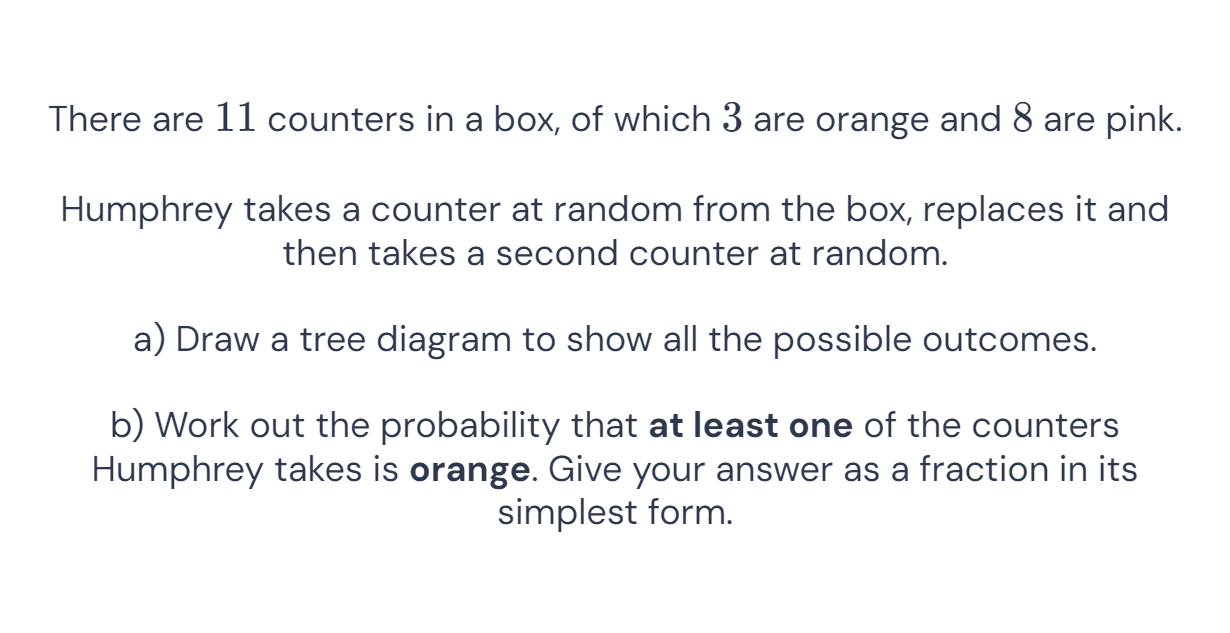 There are 11 counters in a box, of which 3 are orange and 8 are pink.
Humphrey takes a counter at random from the box, replaces it and
then takes a second counter at random.
a) Draw a tree diagram to show all the possible outcomes.
b) Work out the probability that at least one of the counters
Humphrey takes is orange. Give your answer as a fraction in its
simplest form.